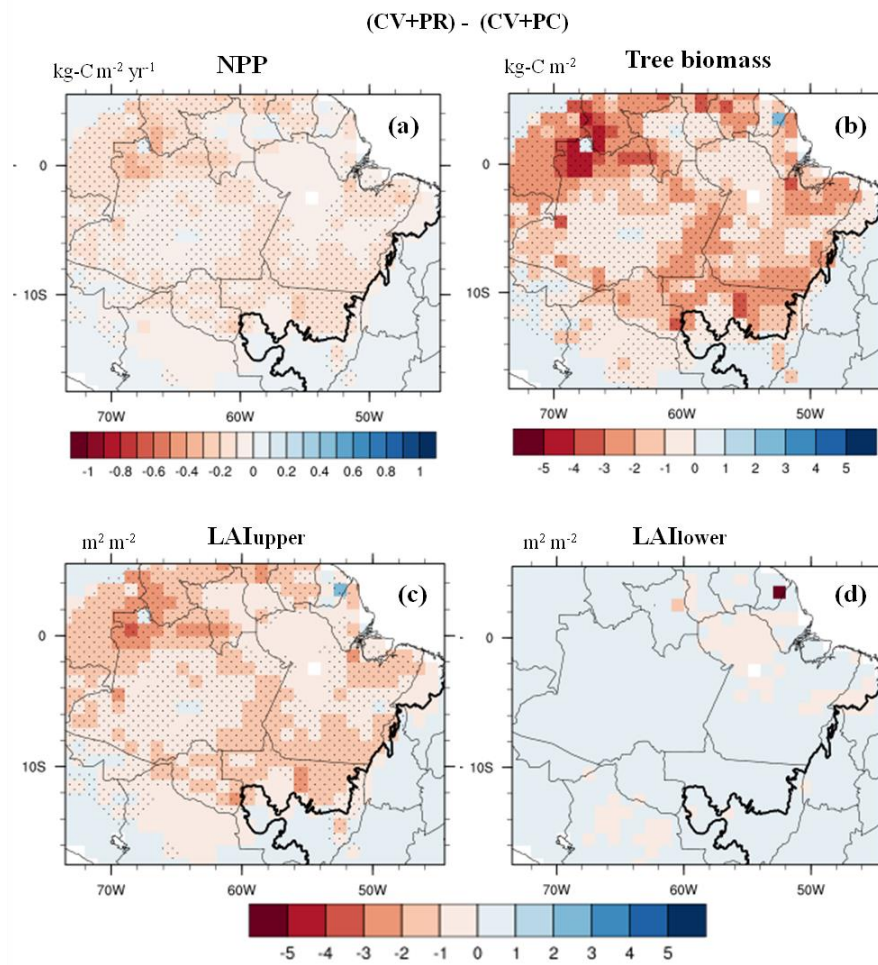 (CV+PR) - (CV+PC)
kg-C m⁻² yr⁻¹ NPP
kg-C m⁻² Tree biomass
(a)
(b)
0
0
10S
10S
70W 60W 50W
70W 60W 50W
-1 -0.8 -0.6 -0.4 -0.2 0 0.2 0.4 0.6 0.8 1
-5 -4 -3 -2 -1 0 1 2 3 4 5
m² m⁻² LAIupper
m² m⁻² LAIlower
(c)
(d)
0
0
10S
10S
70W 60W 50W
70W 60W 50W
-5 -4 -3 -2 -1 0 1 2 3 4 5